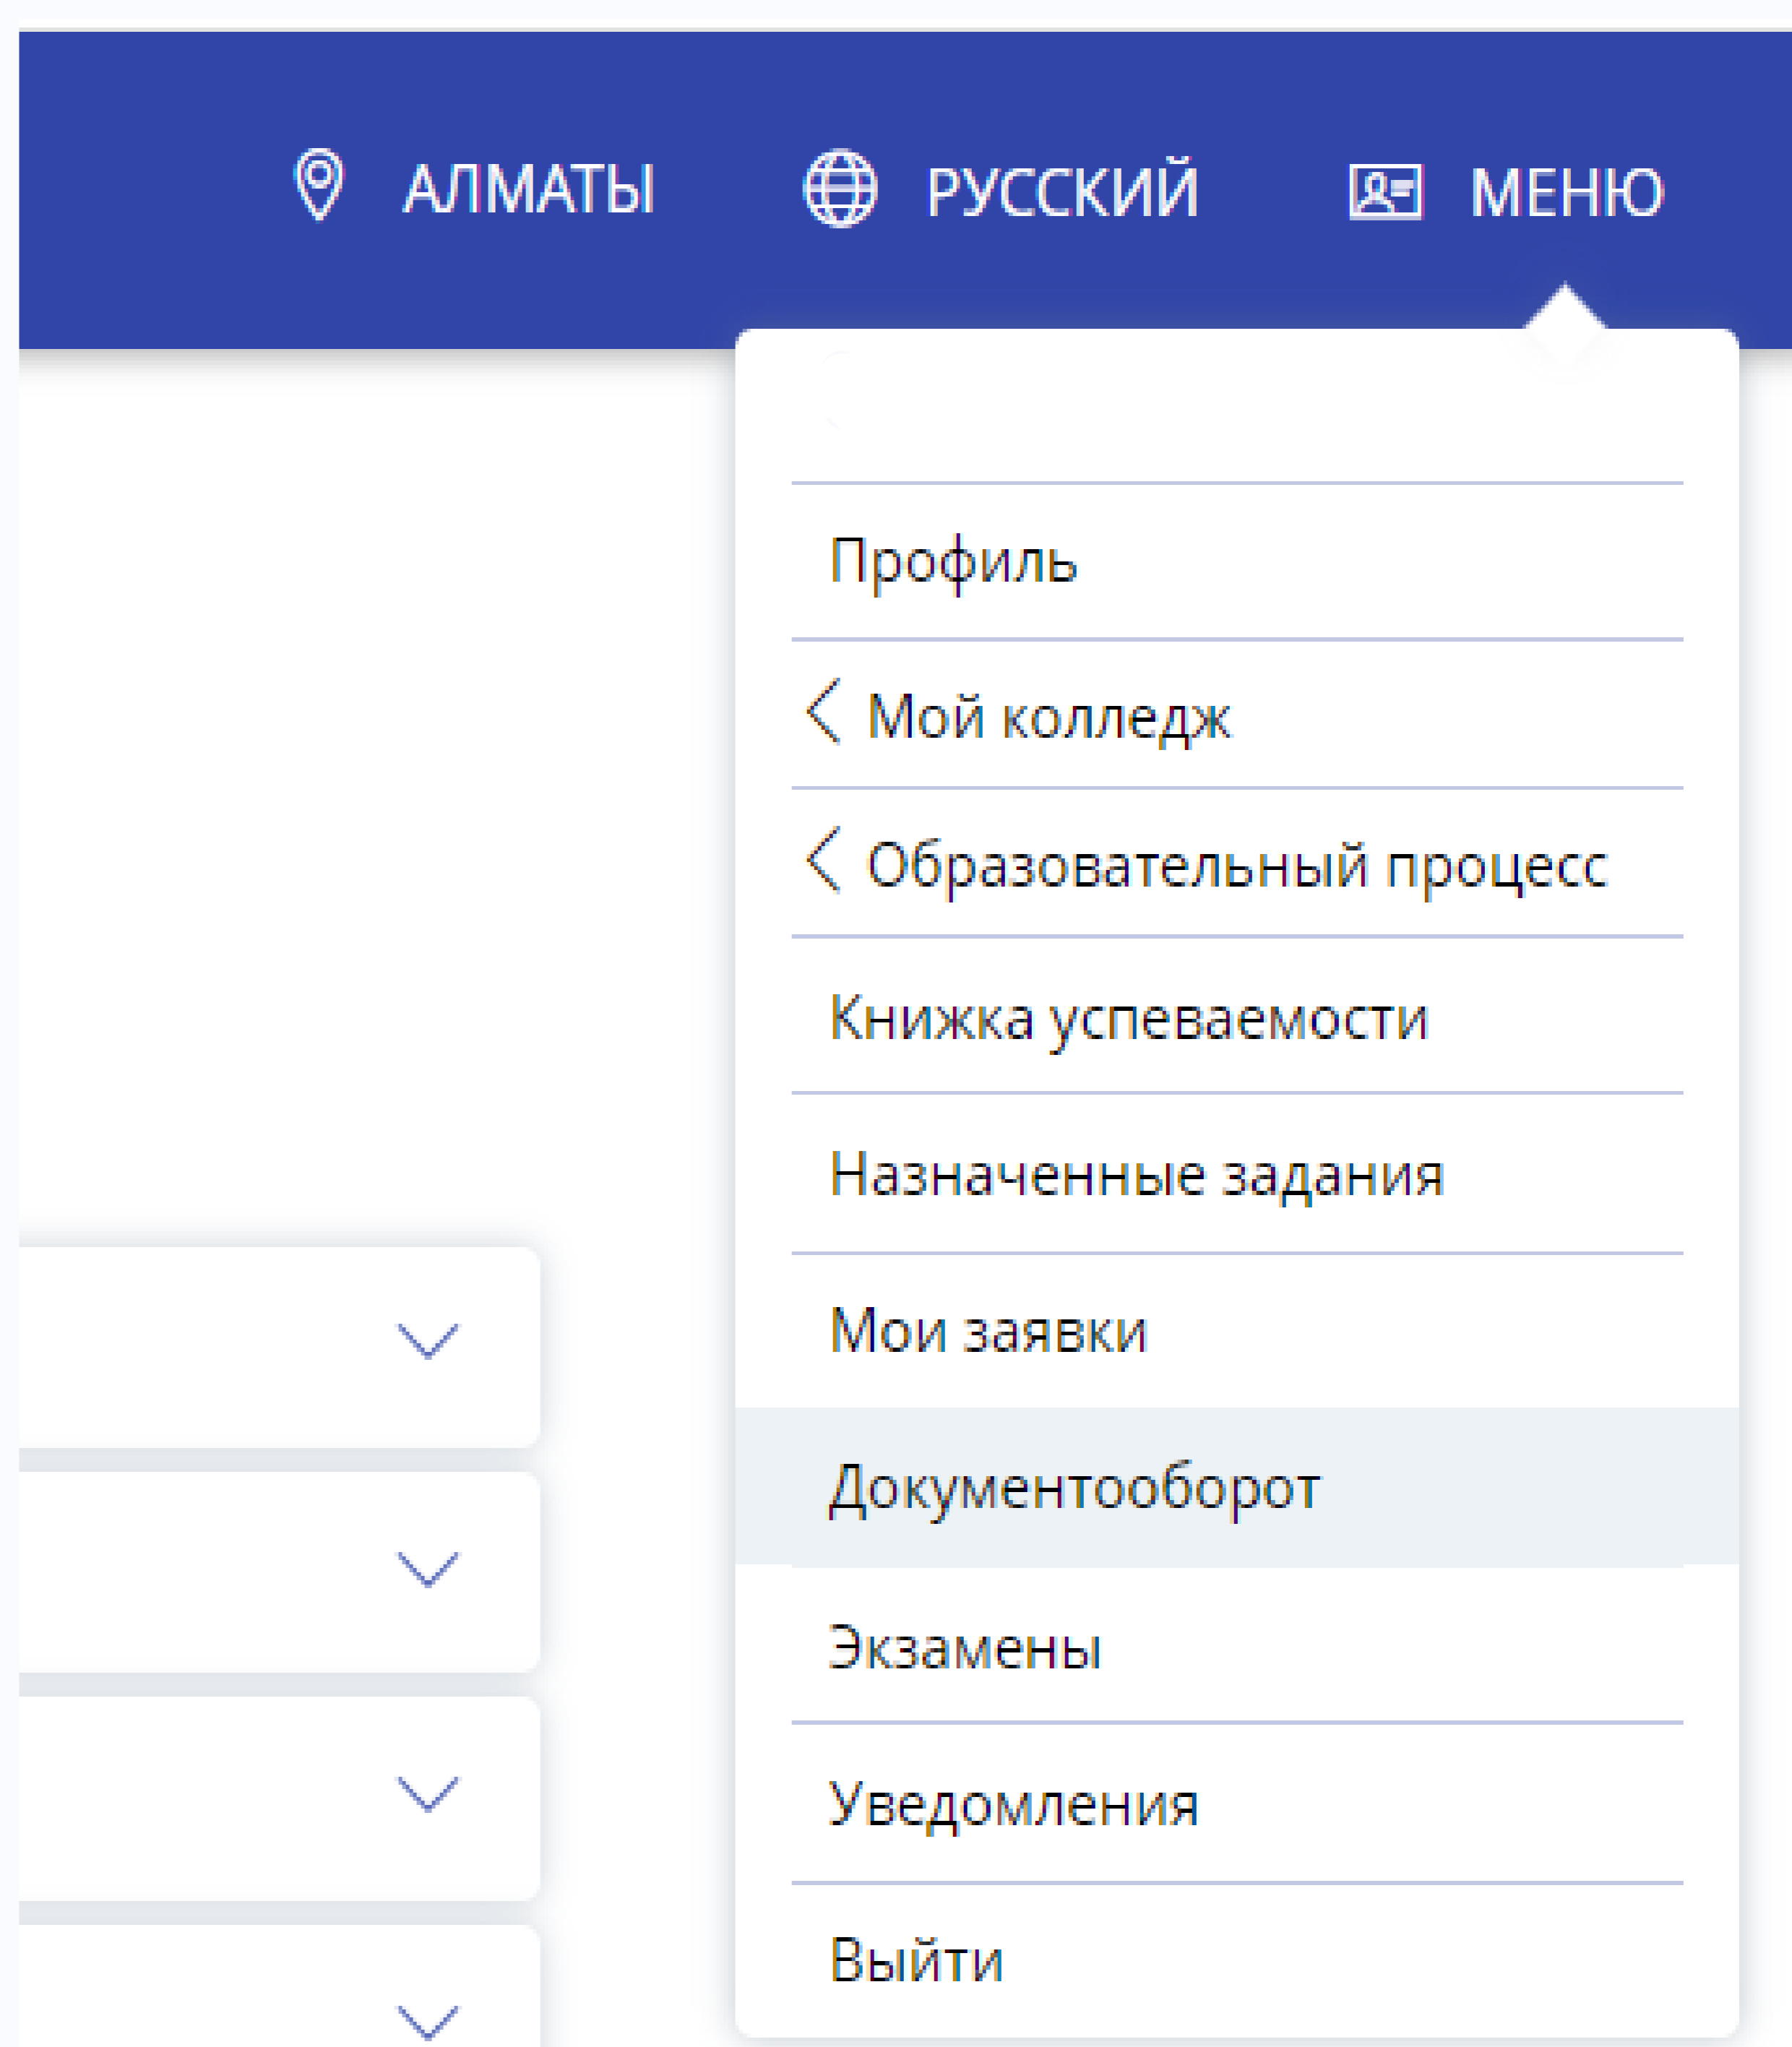 АЛМАТЫ РУССКИЙ МЕНЮ
Профиль
Мой колледж
Образовательный процесс
Книжка успеваемости
Назначенные задания
Мои заявки
Документооборот
Экзамены
Уведомления
Выйти